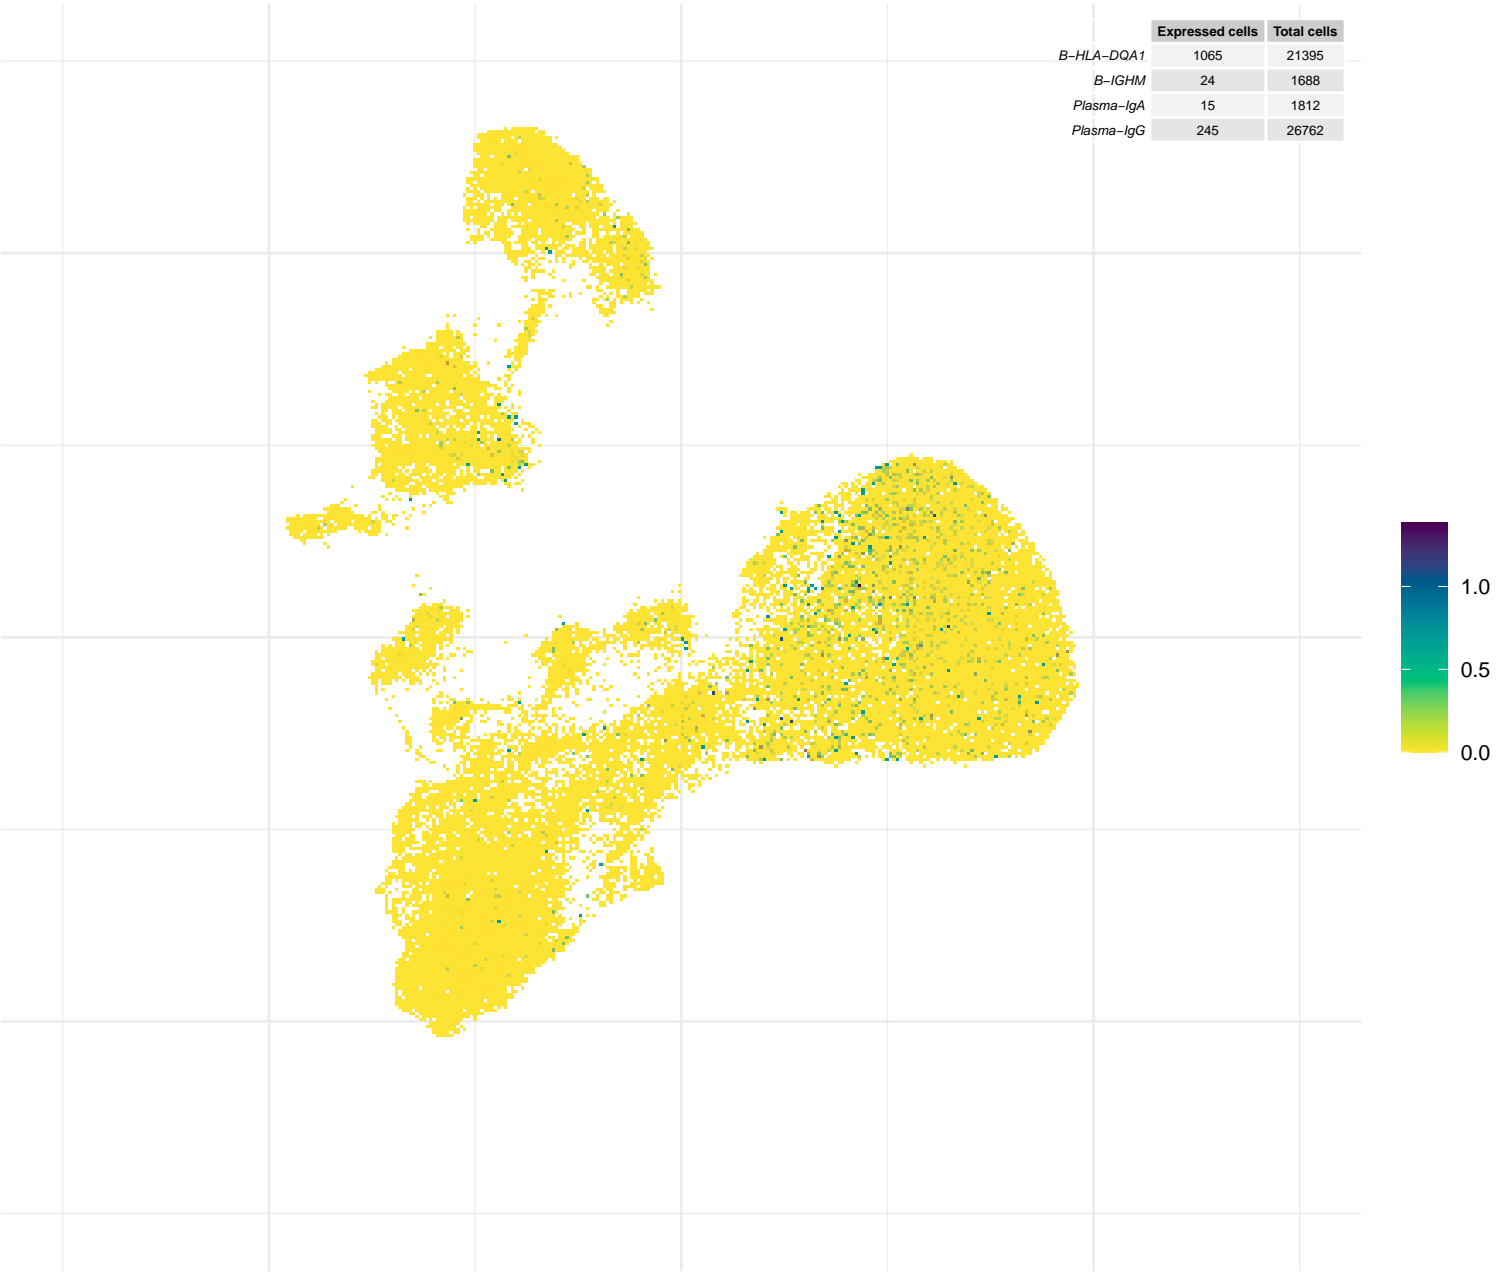 Expressed cells Total cells
B−HLA−DQA1 1065 21395
B−IGHM 24 1688
Plasma−IgA 15 1812
Plasma−IgG 245 26762
1.0
0.5
0.0